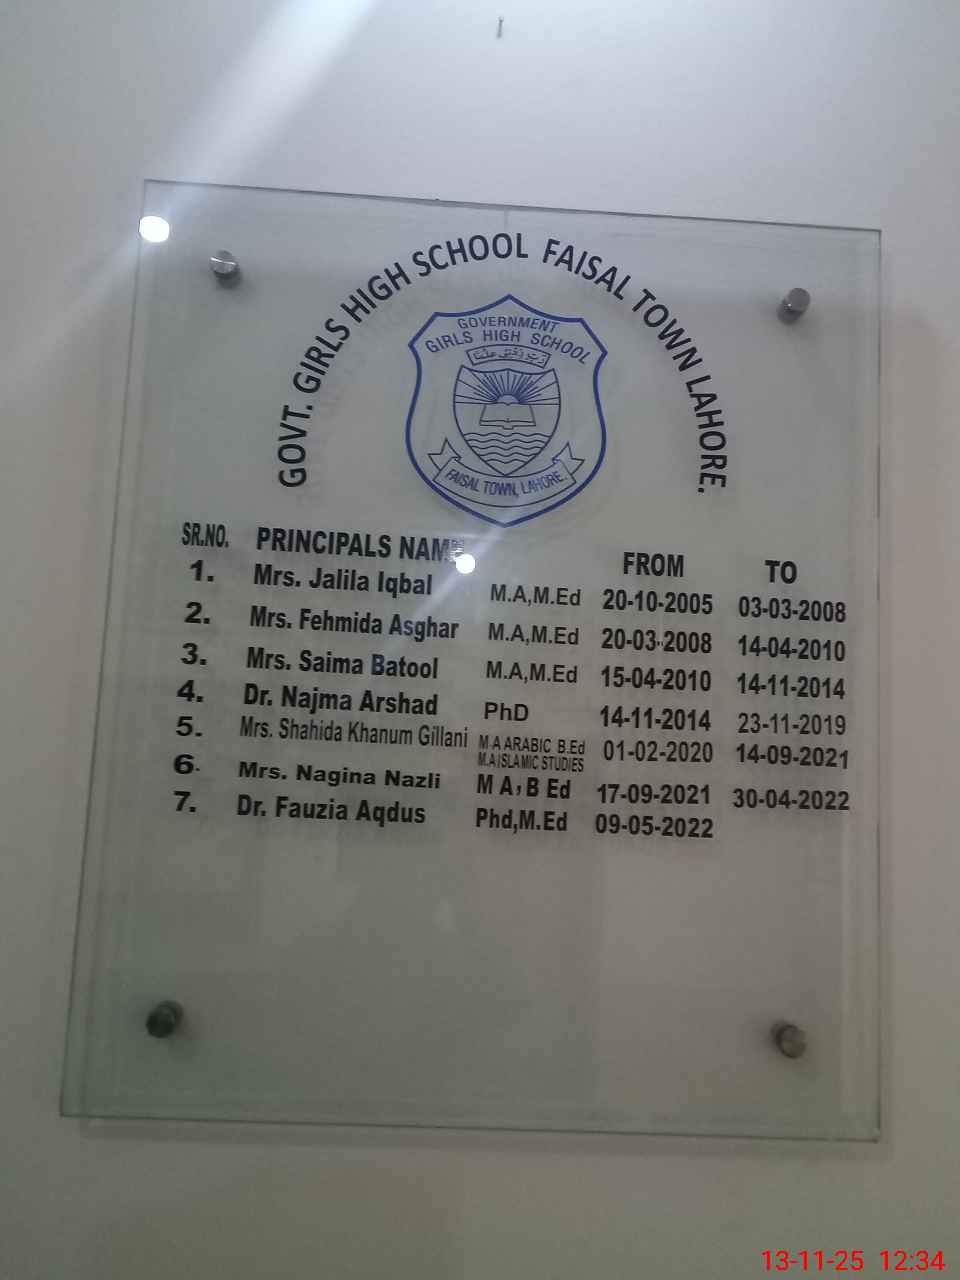 GOVT. GIRLS HIGH SCHOOL FAISAL TOWN LAHORE.
GOVERNMENT
GIRLS HIGH SCHOOL
FAISAL TOWN, LAHORE.
SR.NO. PRINCIPALS NAME FROM TO
1. Mrs. Jalila Iqbal M.A,M.Ed 20-10-2005 03-03-2008
2. Mrs. Fehmida Asghar M.A,M.Ed 20-03-2008 14-04-2010
3. Mrs. Saima Batool M.A,M.Ed 15-04-2010 14-11-2014
4. Dr. Najma Arshad PhD 14-11-2014 23-11-2019
5. Mrs. Shahida Khanum Gillani M A ARABIC B.Ed 01-02-2020 14-09-2021
M.A ISLAMIC STUDIES
6. Mrs. Nagina Nazli M A, B Ed 17-09-2021 30-04-2022
7. Dr. Fauzia Aqdus Phd,M.Ed 09-05-2022
13-11-25 12:34